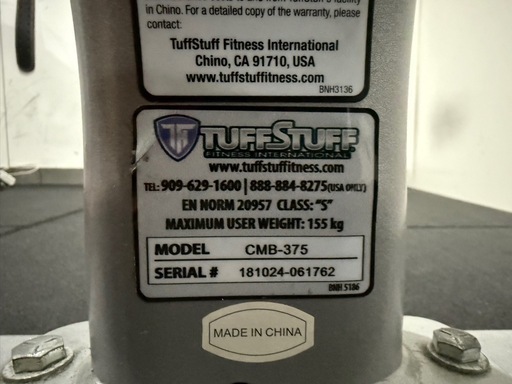 in Chino. For a detailed copy of the warranty, please
contact:
TuffStuff Fitness International
Chino, CA 91710, USA
www.tuffstuffitness.com
BNH3136
TUFFSTUFF
FITNESS INTERNATIONAL
www.tuffstuffitness.com
TEL: 909-629-1600 | 888-884-8275 (USA ONLY)
EN NORM 20957 CLASS: "S"
MAXIMUM USER WEIGHT: 155 kg
MODEL CMB-375
SERIAL # 181024-061762
BNH 5186
MADE IN CHINA